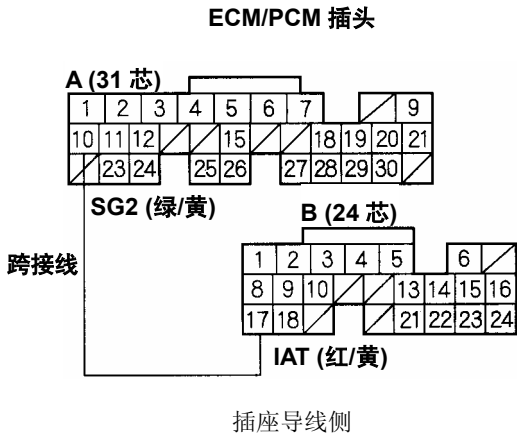 ECM/PCM 插头
A (31 芯)
1 2 3 4 5 6 7 9
10 11 12 15 18 19 20 21
23 24 25 26 27 28 29 30
SG2 (绿/黄)
B (24 芯)
跨接线
1 2 3 4 5 6
8 9 10 13 14 15 16
17 18 21 22 23 24
IAT (红/黄)
插座导线侧